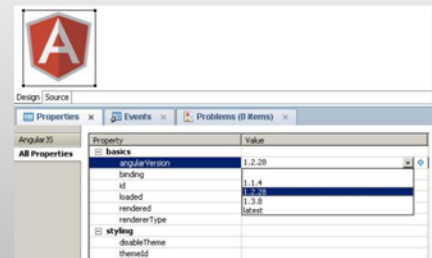 A
Design Source
Properties Events Problems (0 items)
AngularJS
All Properties
Property Value
basics
angularVersion 1.2.28
binding
id 1.1.4
1.2.28
loaded 1.3.8
rendered latest
rendererType
styling
disableTheme
themeId